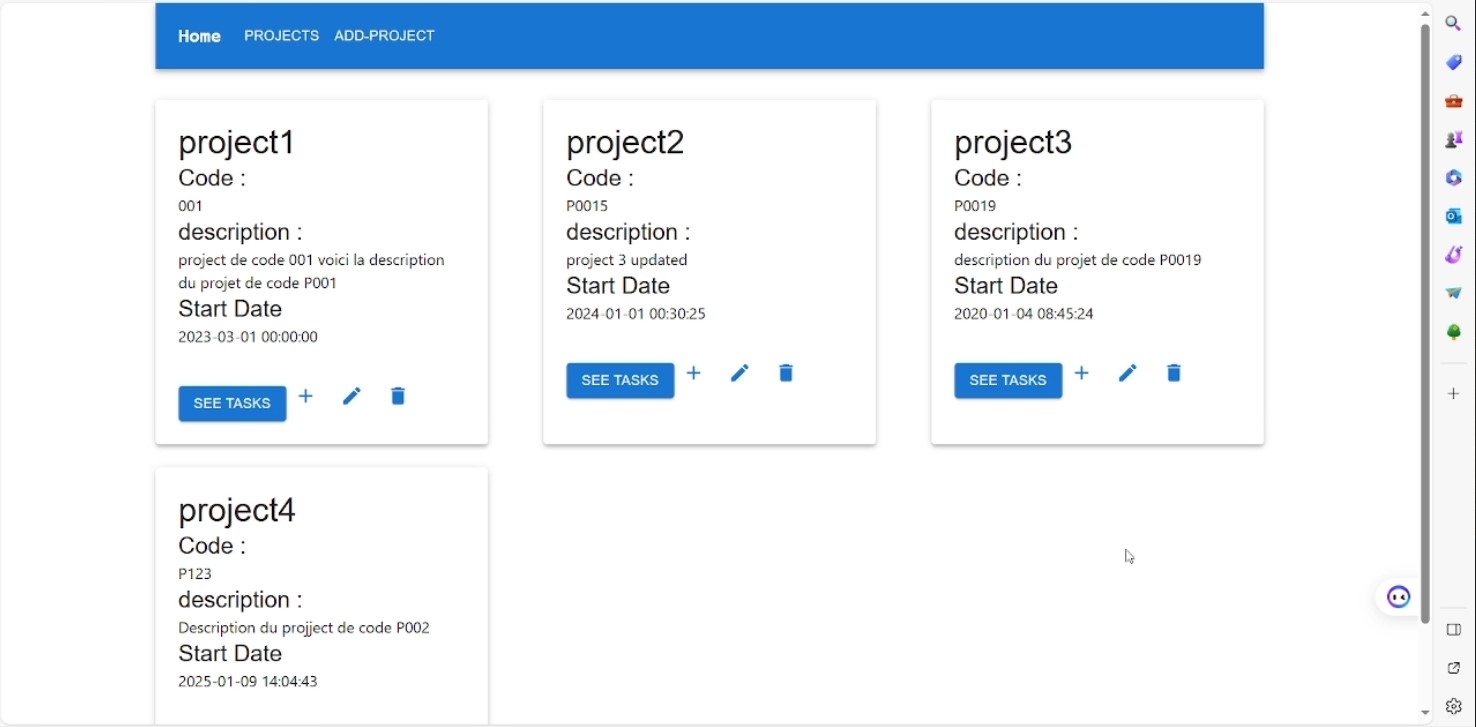 Home PROJECTS ADD-PROJECT
project1
Code :
001
description :
project de code 001 voici la description
du projet de code P001
Start Date
2023-03-01 00:00:00
SEE TASKS
project2
Code :
P0015
description :
project 3 updated
Start Date
2024-01-01 00:30:25
SEE TASKS
project3
Code :
P0019
description :
description du projet de code P0019
Start Date
2020-01-04 08:45:24
SEE TASKS
project4
Code :
P123
description :
Description du projject de code P002
Start Date
2025-01-09 14:04:43